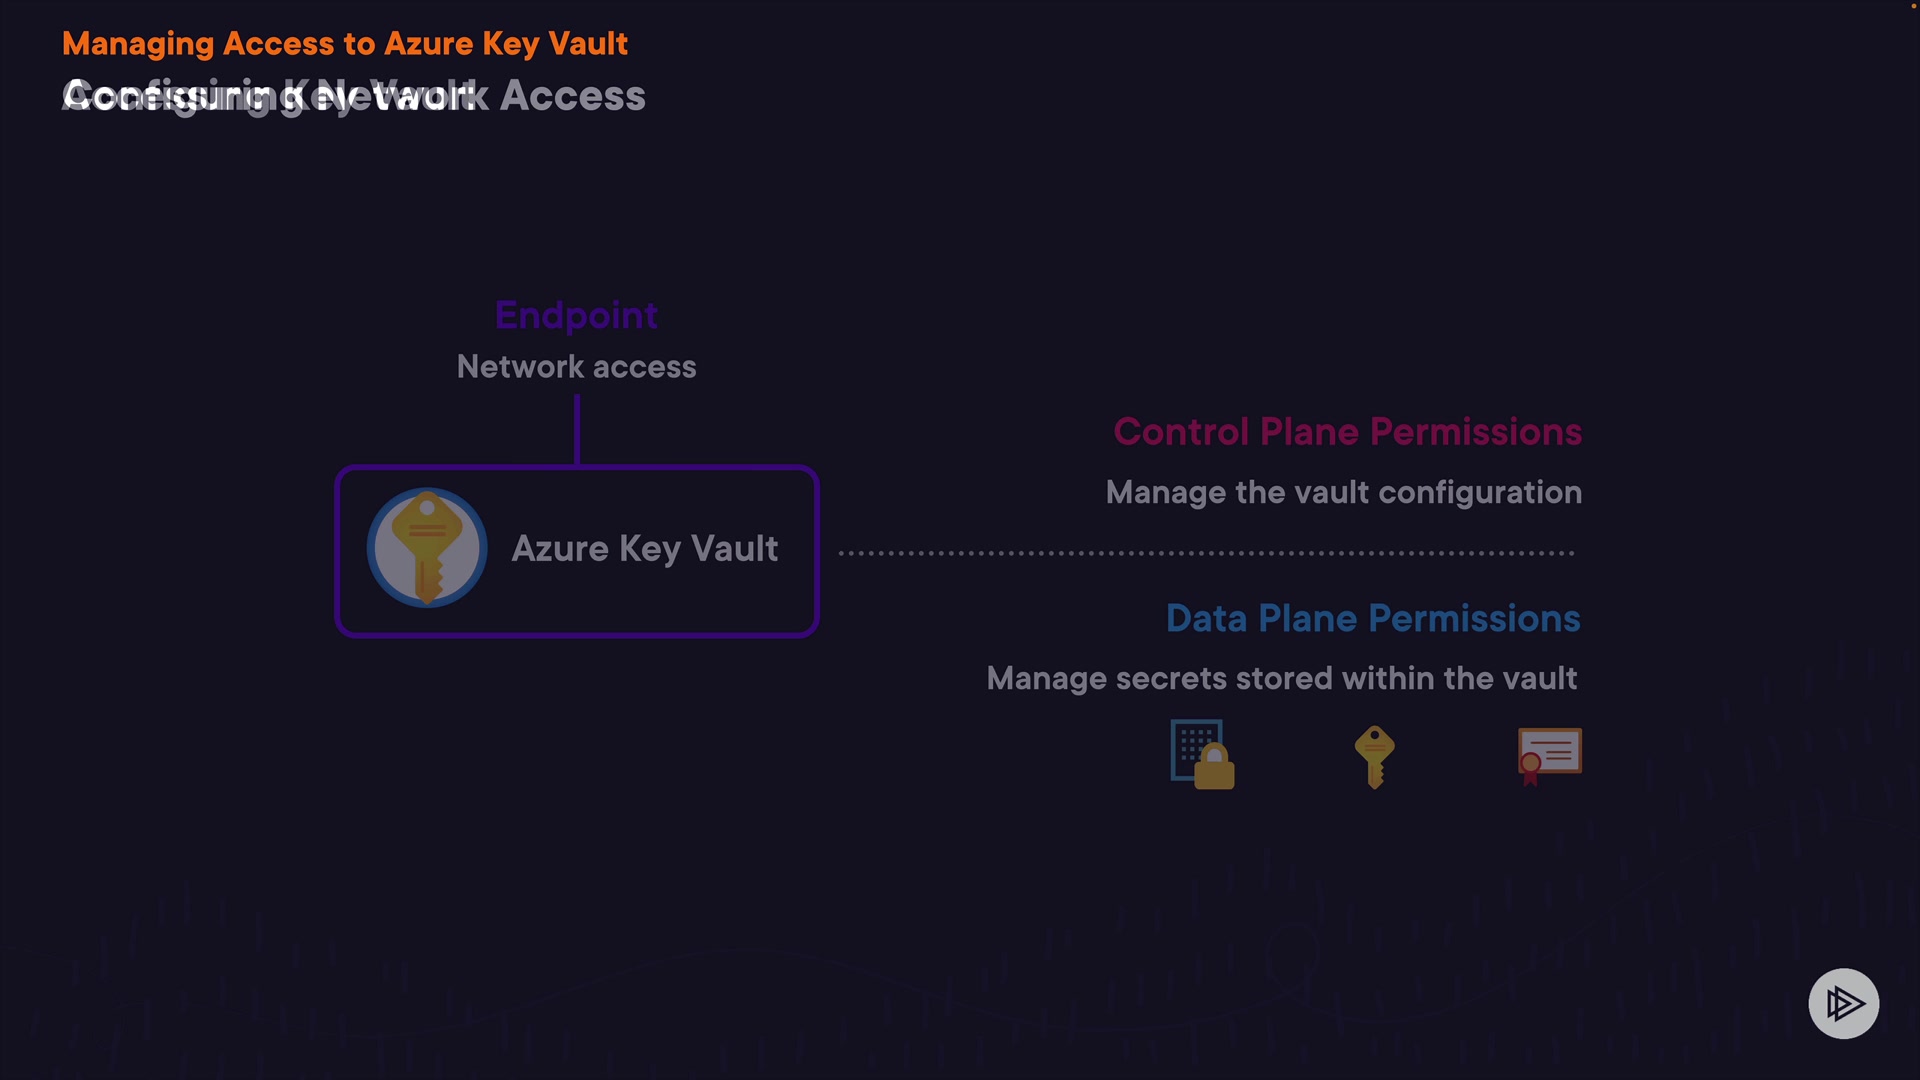 Managing Access to Azure Key Vault
Configuring Network Access
Accessing Key Vault
Endpoint
Network access
Azure Key Vault
Control Plane Permissions
Manage the vault configuration
Data Plane Permissions
Manage secrets stored within the vault